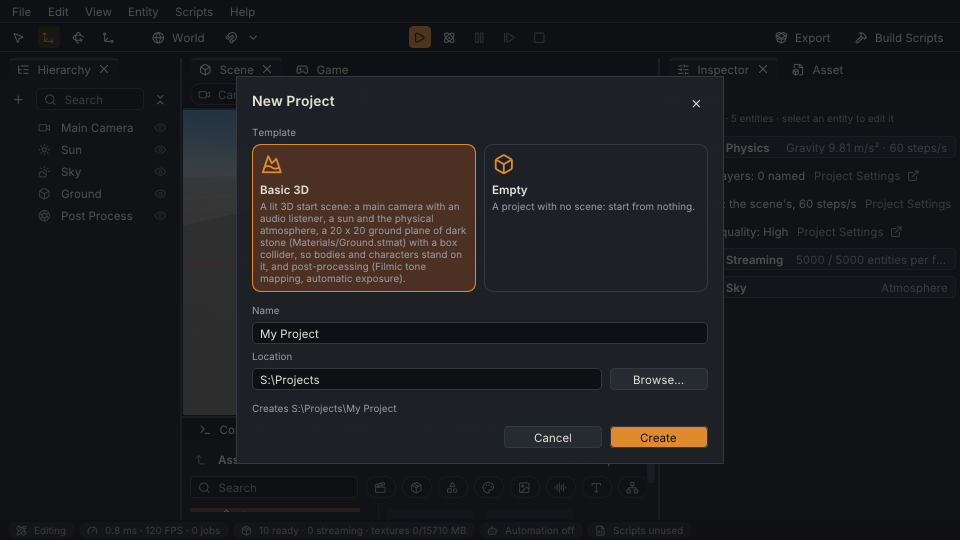 File Edit View Entity Scripts Help
World Export Build Scripts
Hierarchy Scene Game Inspector Asset
Search
Main Camera
Sun
Sky
Ground
Post Process
New Project
Template
Basic 3D
A lit 3D start scene: a main camera with an
audio listener, a sun and the physical
atmosphere, a 20 x 20 ground plane of dark
stone (Materials/Ground.stmat) with a box
collider, so bodies and characters stand on
it, and post-processing (Filmic tone
mapping, automatic exposure).
Empty
A project with no scene: start from nothing.
Name
My Project
Location
S:\Projects
Browse...
Creates S:\Projects\My Project
Cancel Create
· 5 entities · select an entity to edit it
Physics Gravity 9.81 m/s² · 60 steps/s
ayers: 0 named Project Settings
the scene's, 60 steps/s Project Settings
quality: High Project Settings
Streaming 5000 / 5000 entities per f...
Sky Atmosphere
Search
Editing 0.8 ms · 120 FPS · 0 jobs 10 ready · 0 streaming · textures 0/15710 MB Automation off Scripts unused